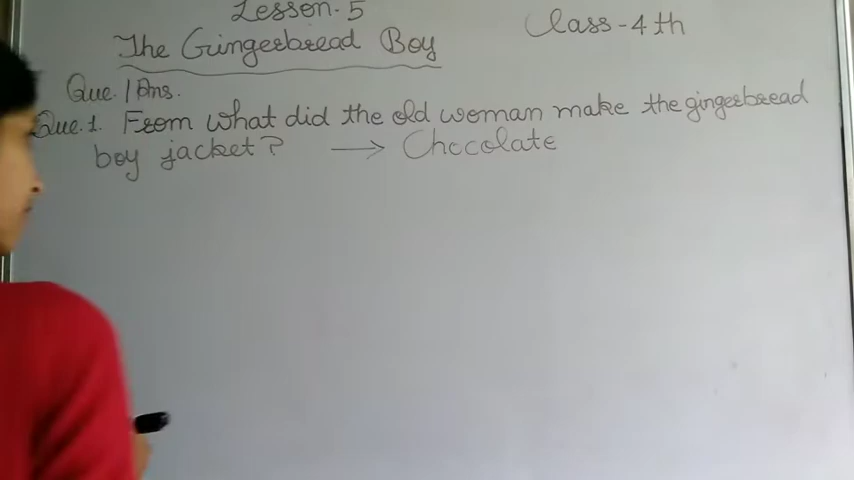 Lesson-5
Class-4th
The Gingerbread Boy
Que./Ans.
Que.1. From what did the old woman make the gingerbread
boy jacket? → Chocolate